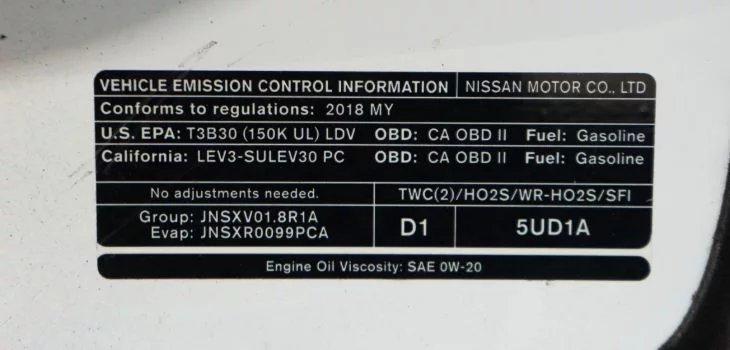 VEHICLE EMISSION CONTROL INFORMATION NISSAN MOTOR CO., LTD
Conforms to regulations: 2018 MY
U.S. EPA: T3B30 (150K UL) LDV OBD: CA OBD II Fuel: Gasoline
California: LEV3-SULEV30 PC OBD: CA OBD II Fuel: Gasoline
No adjustments needed. TWC(2)/HO2S/WR-HO2S/SFI
Group: JNSXV01.8R1A
Evap: JNSXR0099PCA
D1 5UD1A
Engine Oil Viscosity: SAE 0W-20